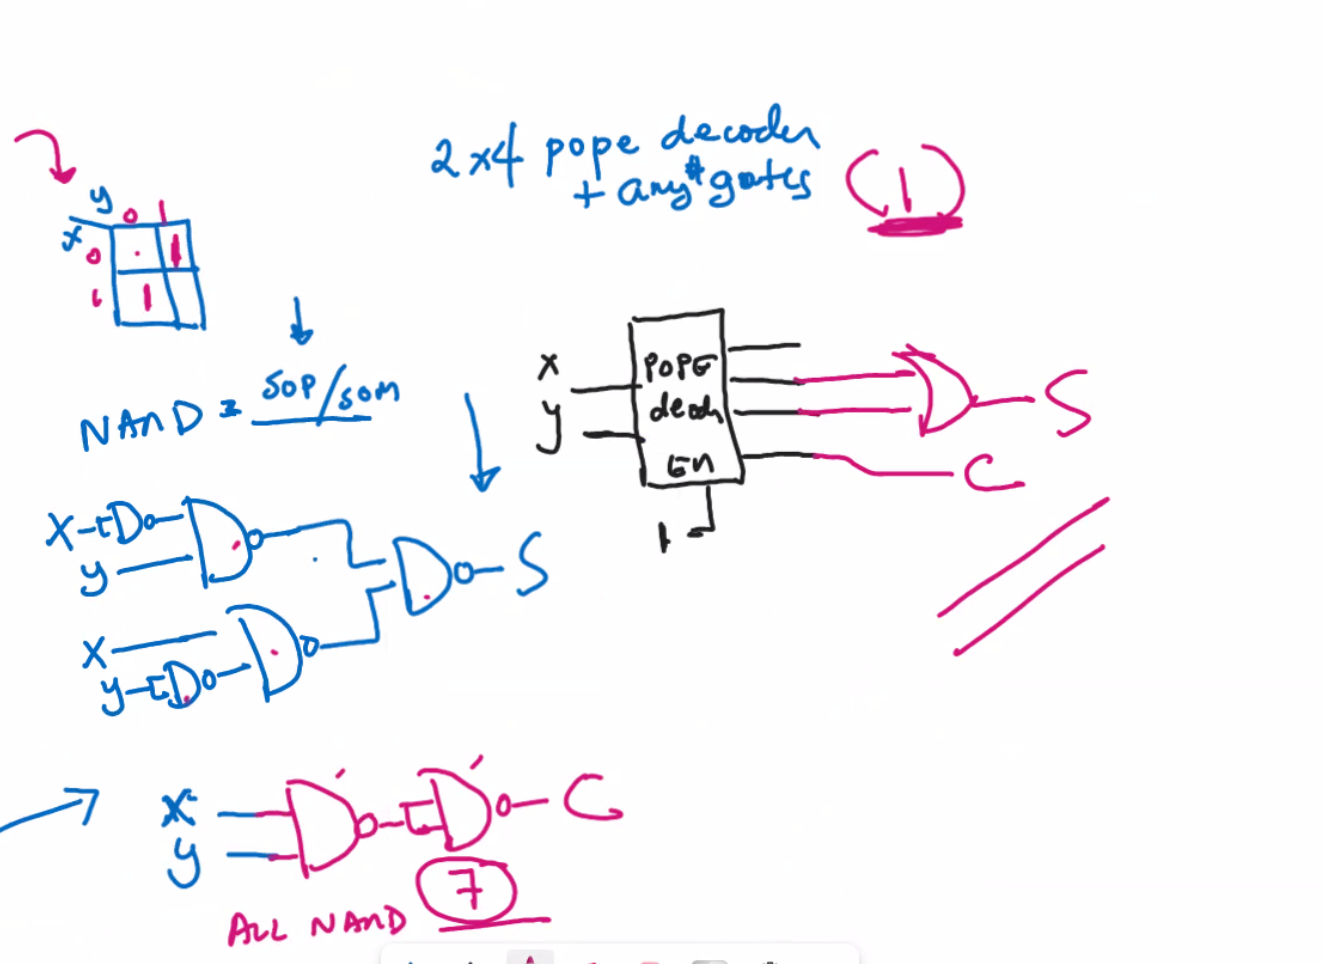 2x4 pope decoder
+ any # gates (1)
y
0 1
x
0 · 1
1 1
NAND = SOP/SOM
X
y
POPE
decodr
EN
1
S
C
X
y
S
X
y
X
y
C
ALL NAND 7